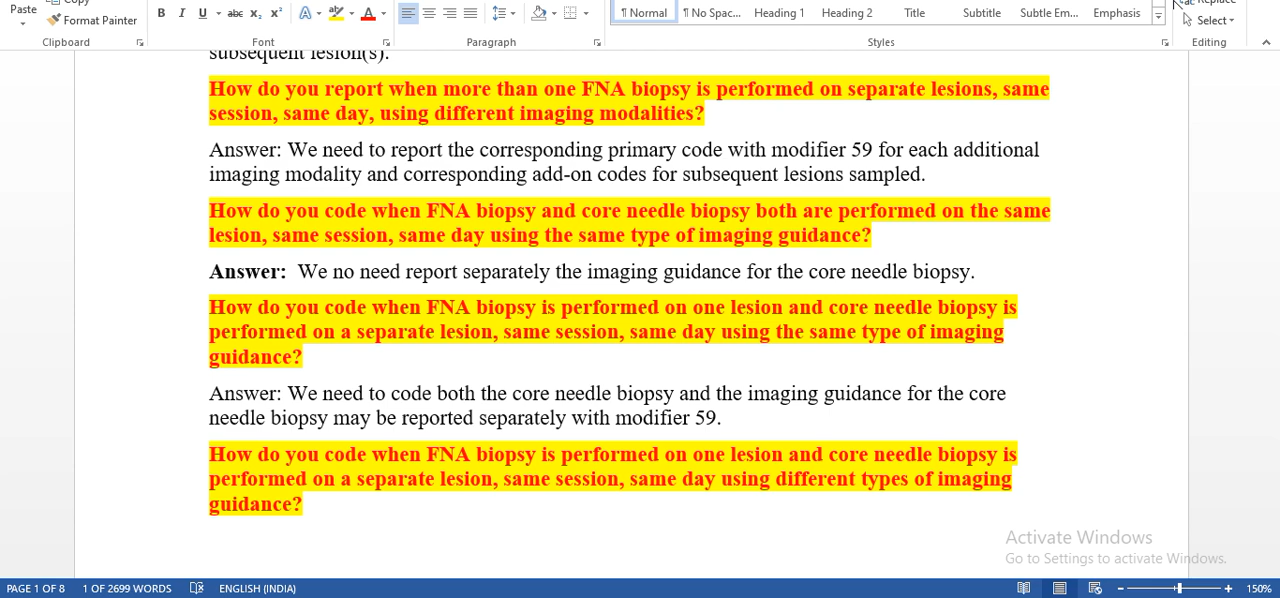 Copy
Replace
Paste
Format Painter
B I U abc x₂ x² A ab A
¶ Normal ¶ No Spac... Heading 1 Heading 2 Title Subtitle Subtle Em... Emphasis
Select
Clipboard Font Paragraph Styles Editing
subsequent lesion(s).
How do you report when more than one FNA biopsy is performed on separate lesions, same
session, same day, using different imaging modalities?
Answer: We need to report the corresponding primary code with modifier 59 for each additional
imaging modality and corresponding add-on codes for subsequent lesions sampled.
How do you code when FNA biopsy and core needle biopsy both are performed on the same
lesion, same session, same day using the same type of imaging guidance?
Answer: We no need report separately the imaging guidance for the core needle biopsy.
How do you code when FNA biopsy is performed on one lesion and core needle biopsy is
performed on a separate lesion, same session, same day using the same type of imaging
guidance?
Answer: We need to code both the core needle biopsy and the imaging guidance for the core
needle biopsy may be reported separately with modifier 59.
How do you code when FNA biopsy is performed on one lesion and core needle biopsy is
performed on a separate lesion, same session, same day using different types of imaging
guidance?
Activate Windows
Go to Settings to activate Windows.
PAGE 1 OF 8 1 OF 2699 WORDS ENGLISH (INDIA) 150%